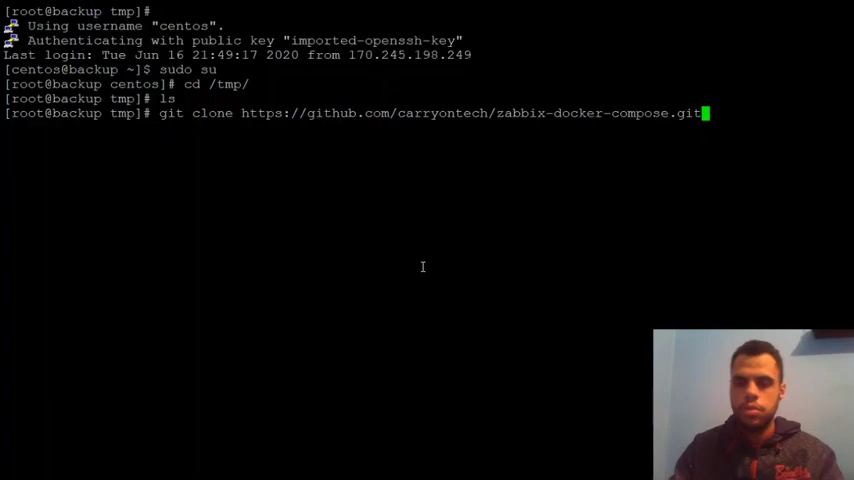 [root@backup tmp]#
Using username "centos".
Authenticating with public key "imported-openssh-key"
Last login: Tue Jun 16 21:49:17 2020 from 170.245.198.249
[centos@backup ~]$ sudo su
[root@backup centos]# cd /tmp/
[root@backup tmp]# ls
[root@backup tmp]# git clone https://github.com/carryontech/zabbix-docker-compose.git